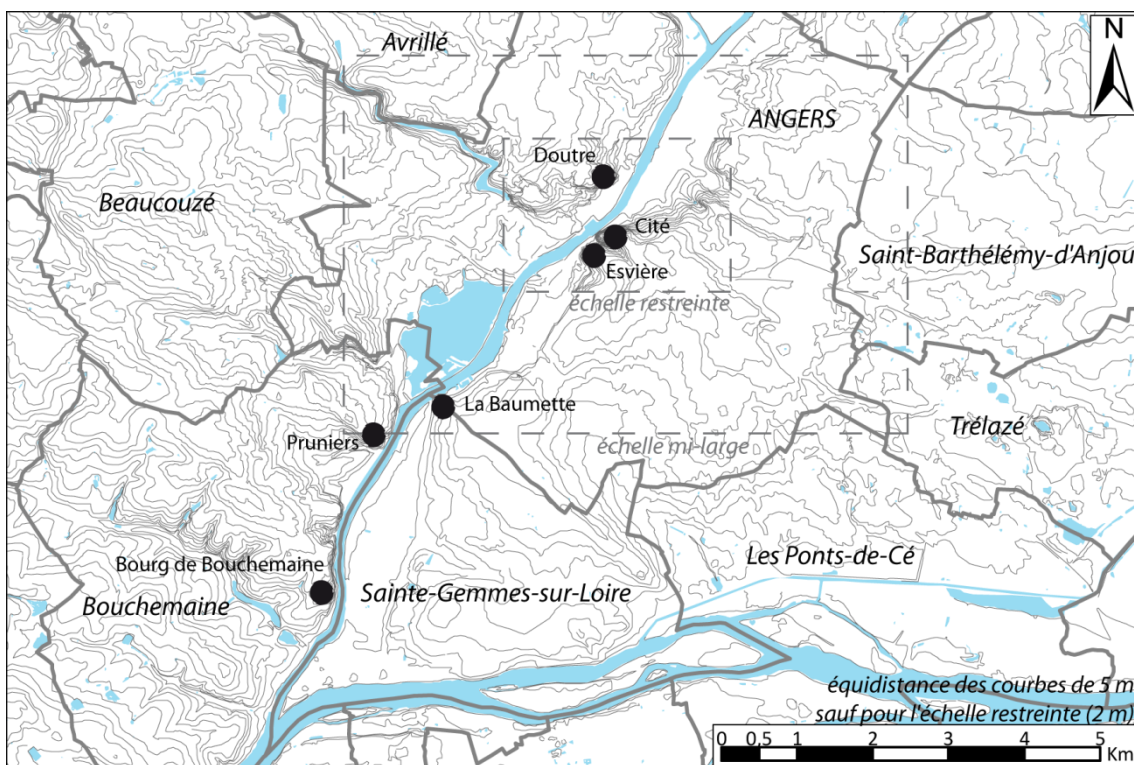 Avrillé
N
ANGERS
Doutre
Beaucouzé
Cité
Saint-Barthélémy-d'Anjou
Esvière
échelle restreinte
La Baumette
Trélazé
Pruniers
échelle mi-large
Les Ponts-de-Cé
Bourg de Bouchemaine
Bouchemaine
Sainte-Gemmes-sur-Loire
équidistance des courbes de 5 m
sauf pour l'échelle restreinte (2 m)
0 0,5 1 2 3 4 5
Km